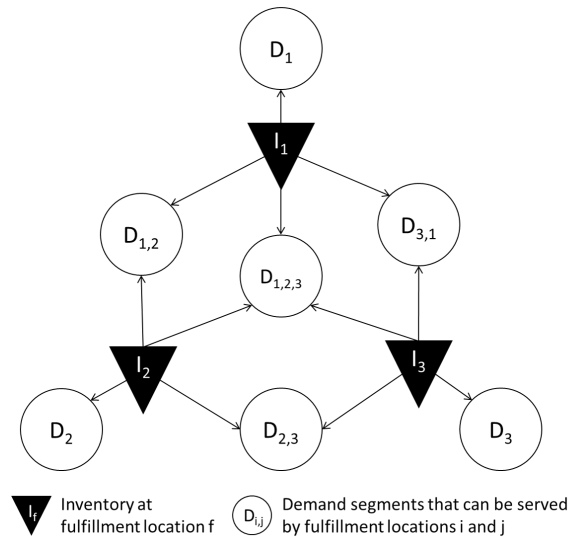 D1
I1
D1,2
D3,1
D1,2,3
I2
I3
D2
D2,3
D3
If
Inventory at
fulfillment location f
Di,j
Demand segments that can be served
by fulfillment locations i and j